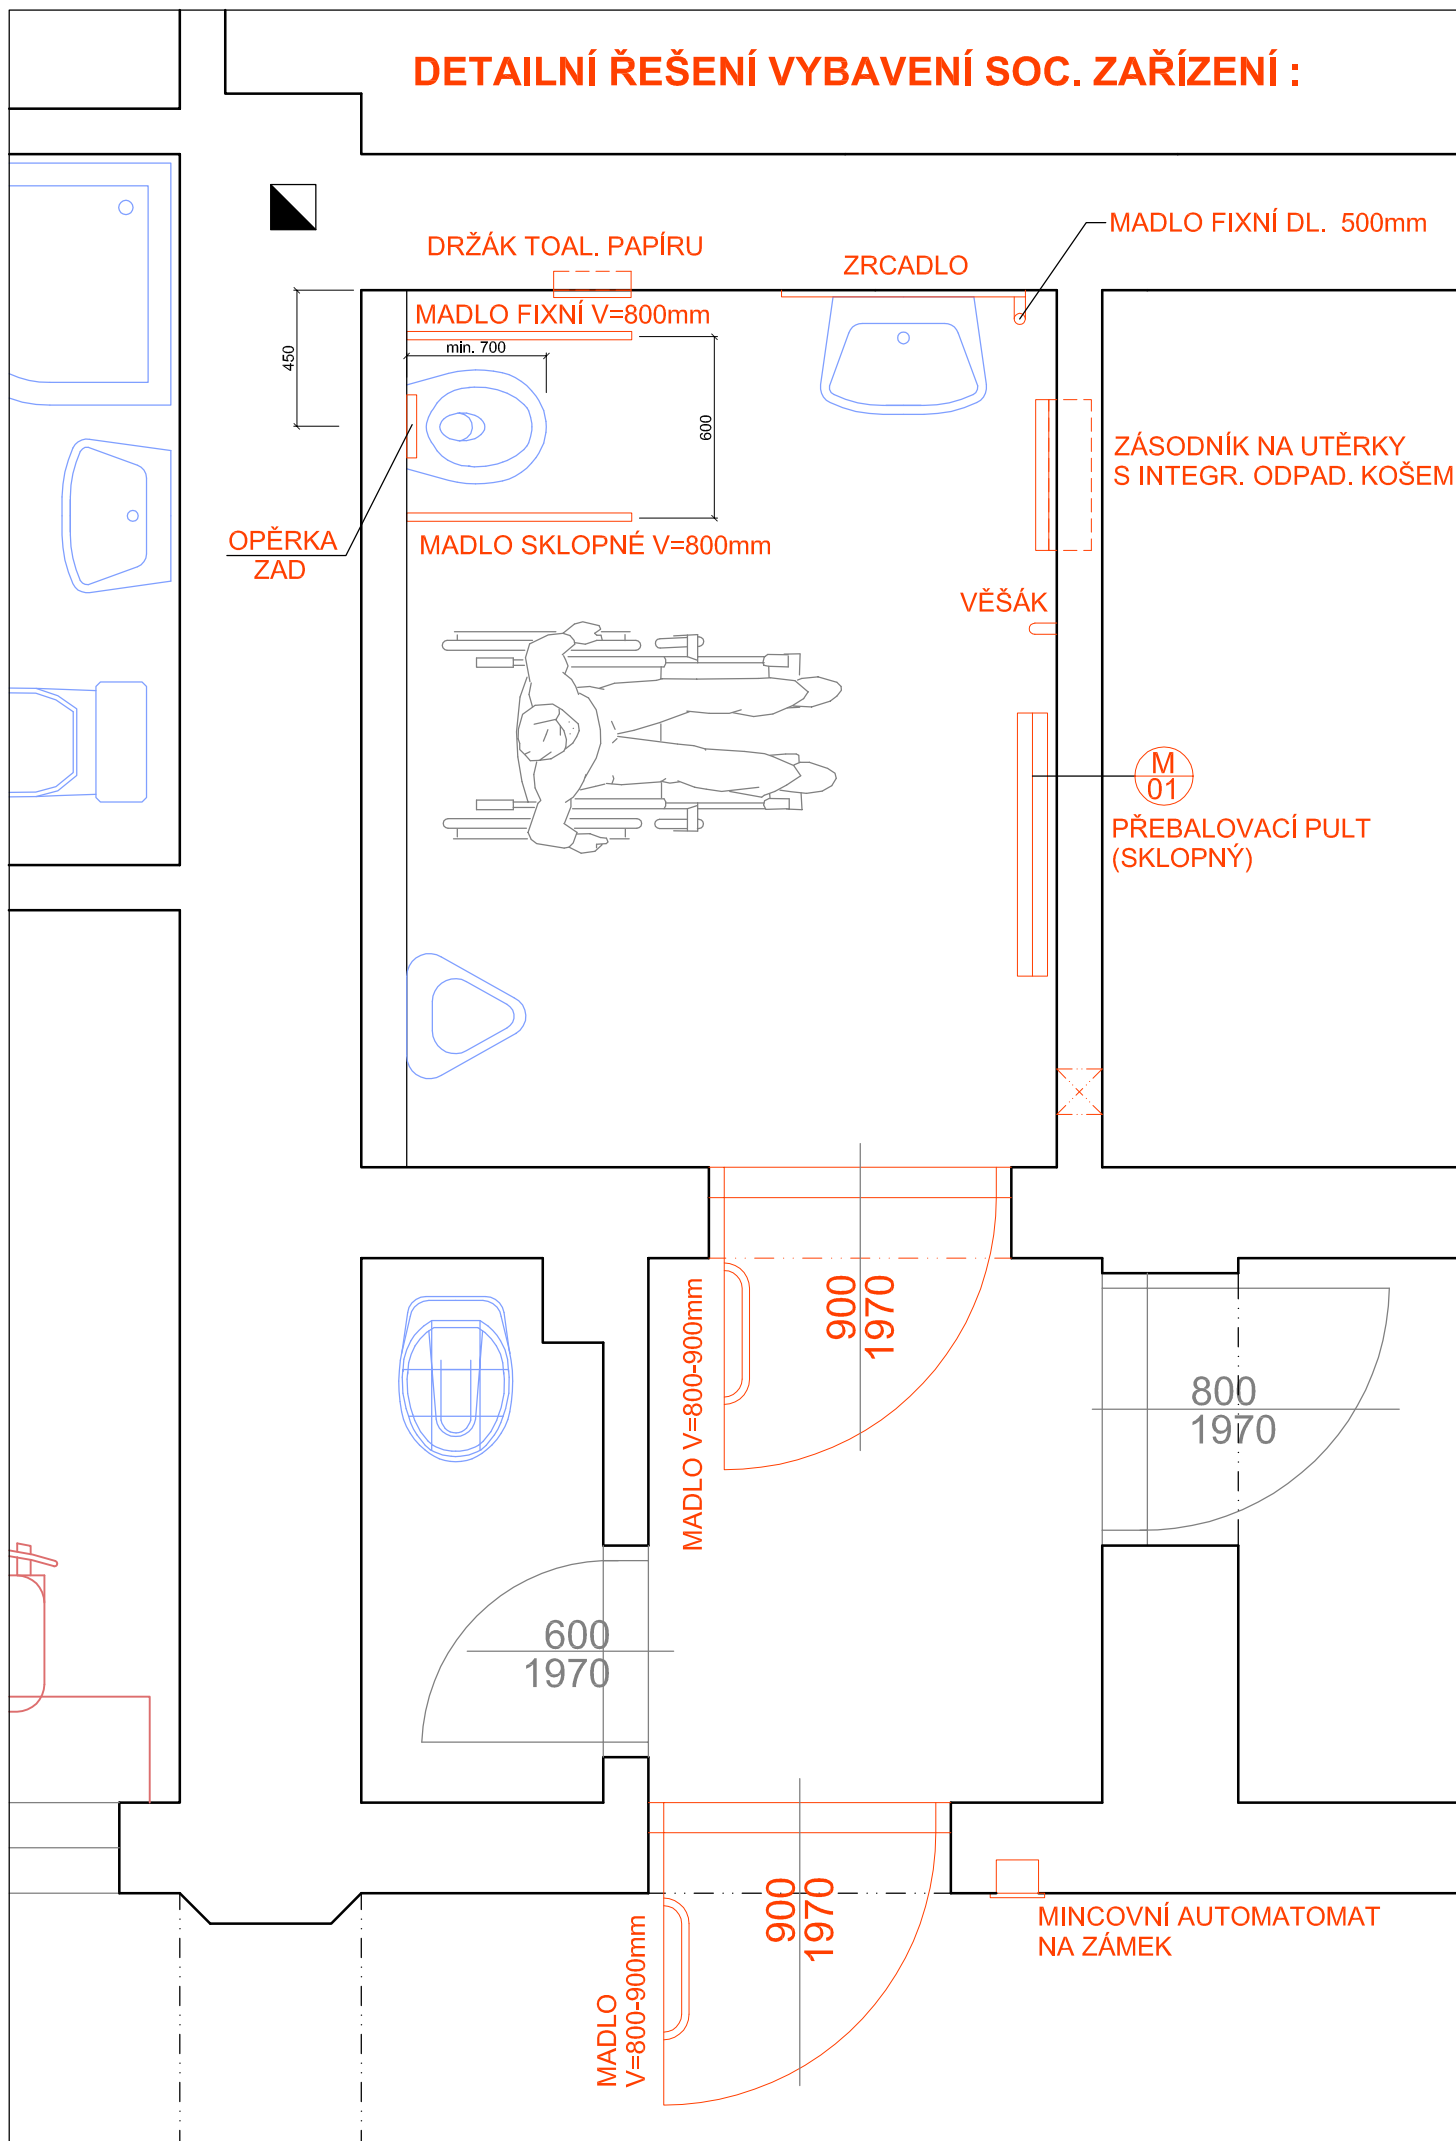 DETAILNÍ ŘEŠENÍ VYBAVENÍ SOC. ZAŘÍZENÍ :
MADLO FIXNÍ DL. 500mm
DRŽÁK TOAL. PAPÍRU
ZRCADLO
MADLO FIXNÍ V=800mm
min. 700
450
600
ZÁSODNÍK NA UTĚRKY
S INTEGR. ODPAD. KOŠEM
OPĚRKA
ZAD
MADLO SKLOPNÉ V=800mm
VĚŠÁK
M
01
PŘEBALOVACÍ PULT
(SKLOPNÝ)
MADLO V=800-900mm
900
1970
800
1970
600
1970
900
1970
MINCOVNÍ AUTOMATOMAT
NA ZÁMEK
MADLO
V=800-900mm